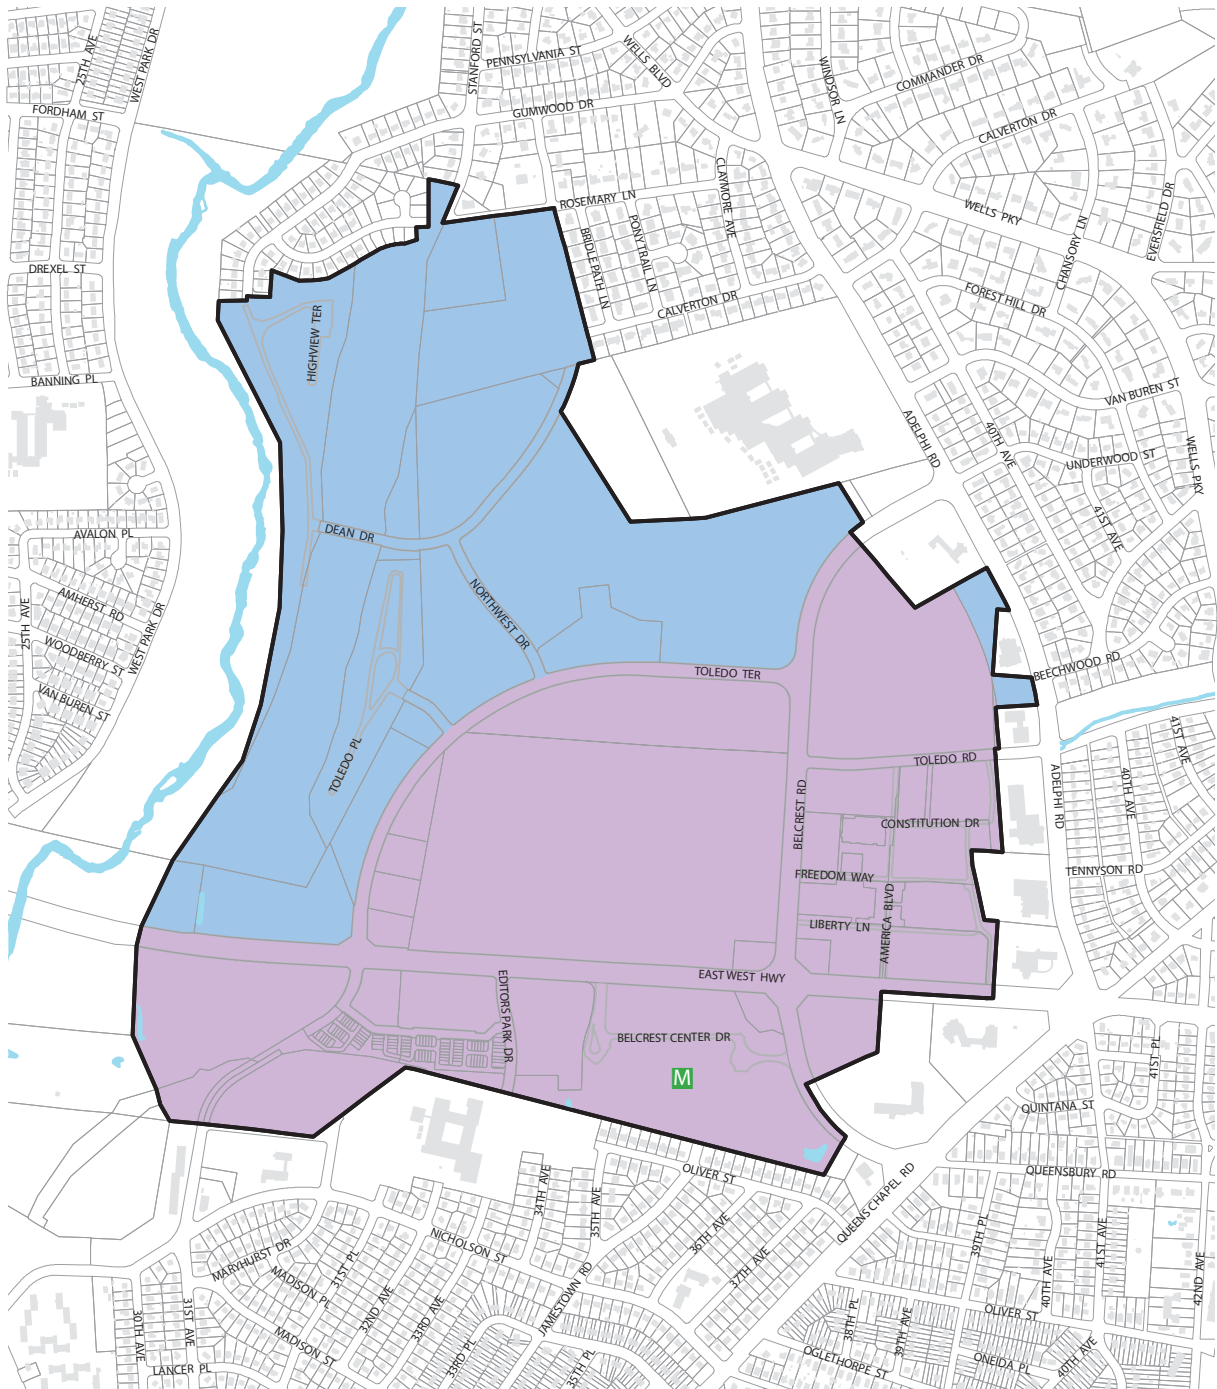 25TH AVE
WEST PARK DR
STANFORD ST
PENNSYLVANIA ST
WELLS BLVD
WINDSOR LN
COMMANDER DR
FORDHAM ST
GUMWOOD DR
CALVERTON DR
CLAYMORE AVE
ROSEMARY LN
PONY TRAIL LN
BRIDLE PATH LN
WELLS PKY
CHANSORY LN
EVERSFIELD DR
DREXEL ST
CALVERTON DR
FOREST HILL DR
HIGHVIEW TER
BANNING PL
VAN BUREN ST
ADELPHI RD
40TH AVE
UNDERWOOD ST
WELLS PKY
41ST AVE
AVALON PL
DEAN DR
AMHERST RD
25TH AVE
WOODBERRY ST
WEST PARK DR
VAN BUREN ST
NORTHWEST DR
TOLEDO TER
BEECHWOOD RD
TOLEDO PL
TOLEDO RD
41ST AVE
40TH AVE
ADELPHI RD
BELCREST RD
CONSTITUTION DR
FREEDOM WAY
TENNYSON RD
AMERICA BLVD
LIBERTY LN
EAST WEST HWY
EDITORS PARK DR
BELCREST CENTER DR
M
41ST PL
QUINTANA ST
QUEENSBURY RD
OLIVER ST
QUEENS CHAPEL RD
34TH AVE
35TH AVE
36TH AVE
37TH AVE
NICHOLSON ST
39TH PL
40TH AVE
41ST AVE
42ND AVE
MARYHURST DR
MADISON PL
31ST PL
32ND AVE
33RD AVE
JAMESTOWN RD
OLIVER ST
38TH PL
39TH AVE
30TH AVE
31ST AVE
MADISON ST
33RD PL
35TH PL
OGLETHORPE ST
ONEIDA PL
40TH AVE
LANCER PL